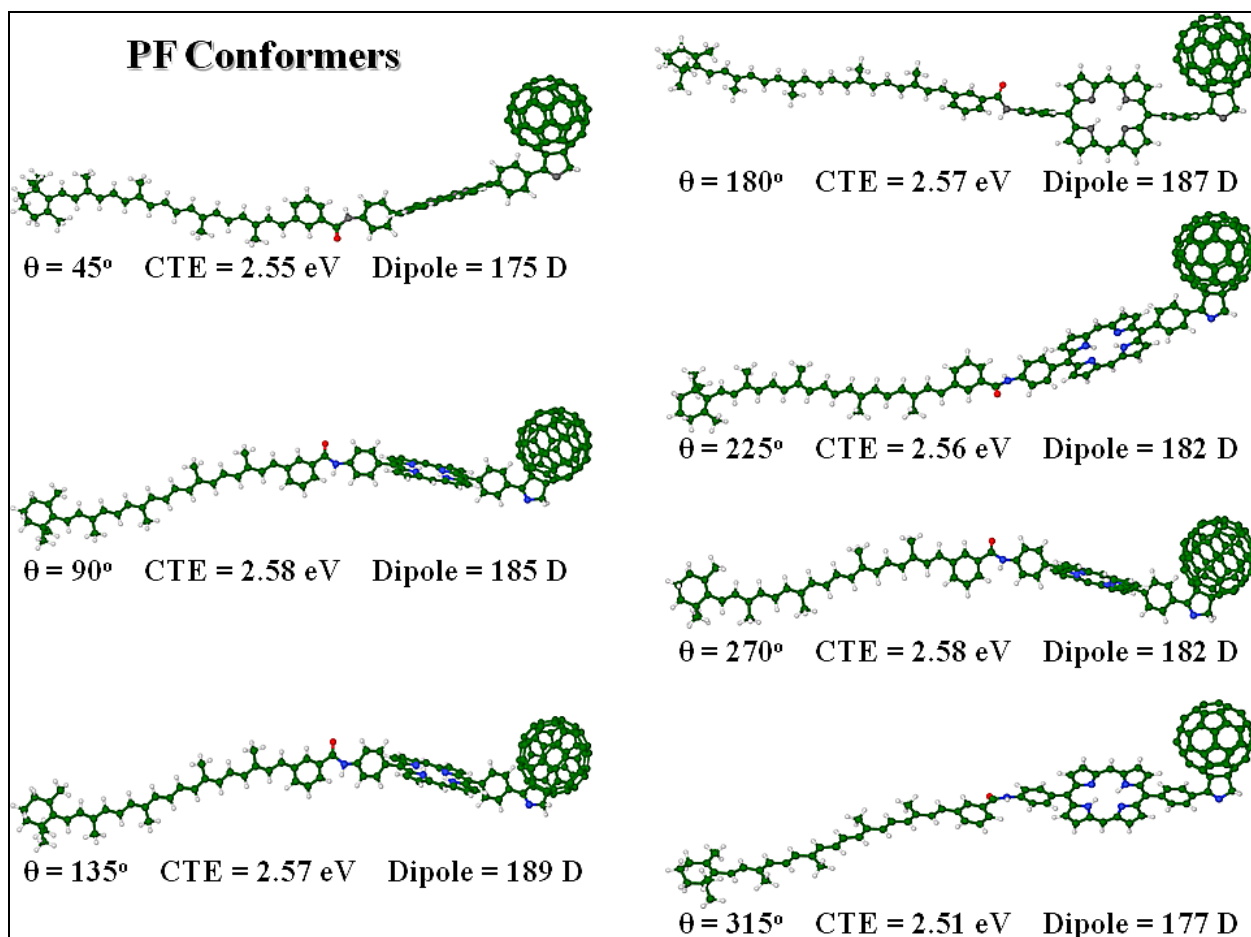 PF Conformers
θ = 45° CTE = 2.55 eV Dipole = 175 D
θ = 90° CTE = 2.58 eV Dipole = 185 D
θ = 135° CTE = 2.57 eV Dipole = 189 D
θ = 180° CTE = 2.57 eV Dipole = 187 D
θ = 225° CTE = 2.56 eV Dipole = 182 D
θ = 270° CTE = 2.58 eV Dipole = 182 D
θ = 315° CTE = 2.51 eV Dipole = 177 D